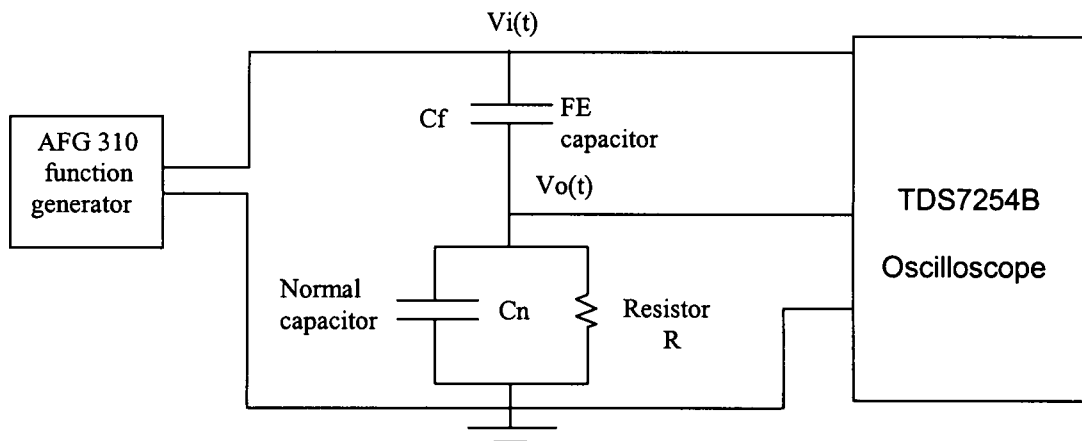 Vi(t)
AFG 310
function
generator
Cf
FE
capacitor
Vo(t)
TDS7254B
Oscilloscope
Normal
capacitor
Cn
Resistor
R